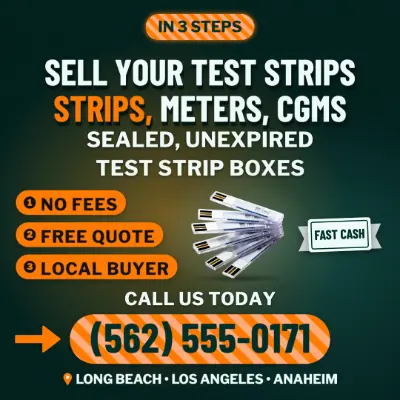 IN 3 STEPS
SELL YOUR TEST STRIPS
STRIPS, METERS, CGMS
SEALED, UNEXPIRED
TEST STRIP BOXES
1 NO FEES
2 FREE QUOTE
3 LOCAL BUYER
FAST CASH
CALL US TODAY
(562) 555-0171
LONG BEACH • LOS ANGELES • ANAHEIM